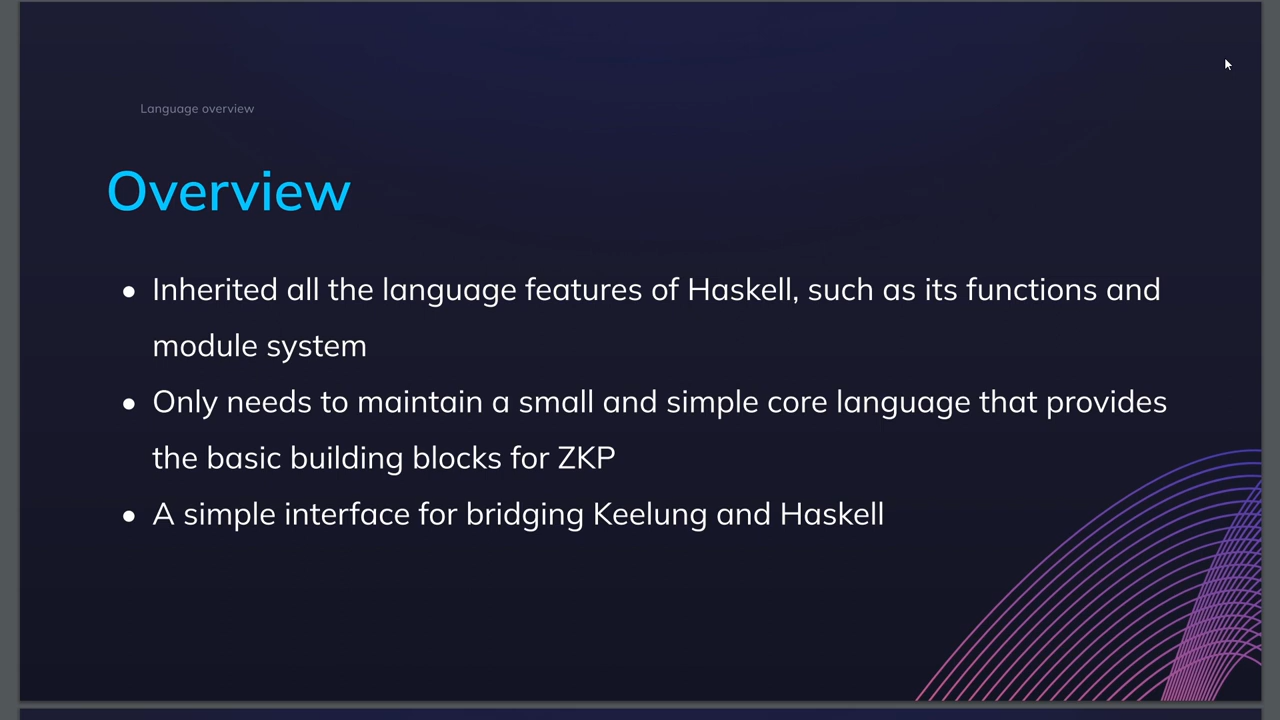 Language overview
Overview
• Inherited all the language features of Haskell, such as its functions and
module system
• Only needs to maintain a small and simple core language that provides
the basic building blocks for ZKP
• A simple interface for bridging Keelung and Haskell